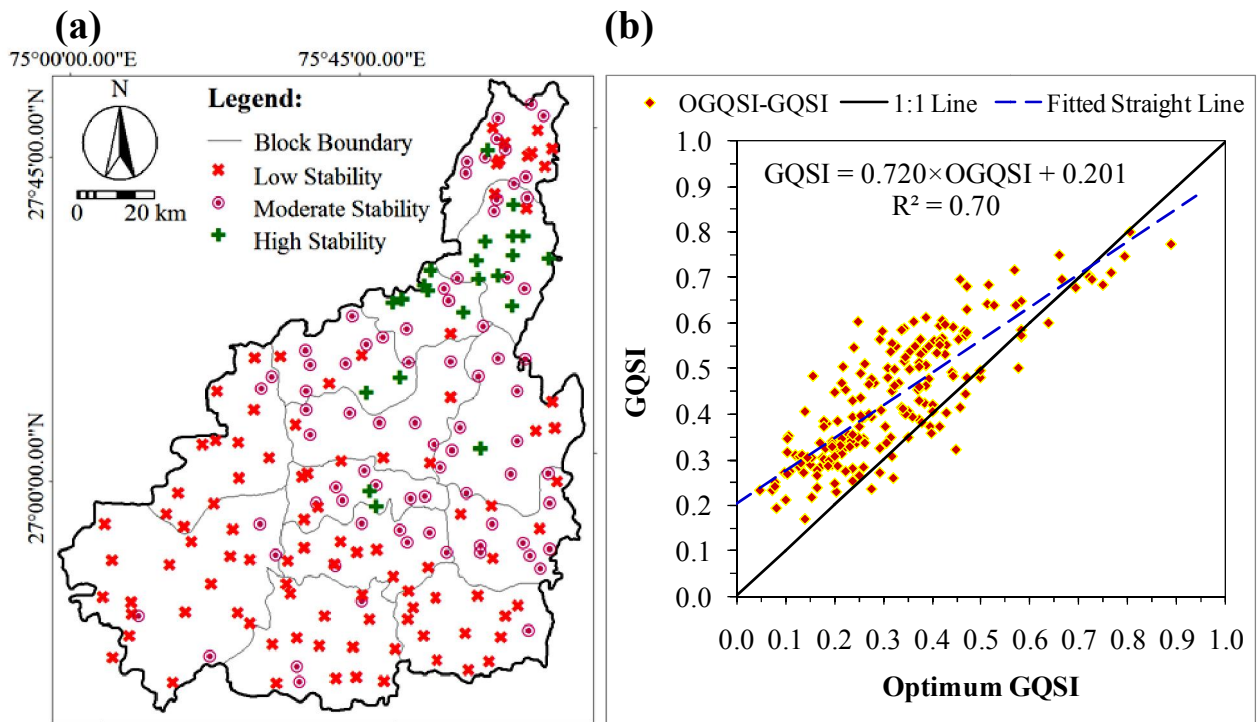 (a)
75°00'00.00"E 75°45'00.00"E
N
0 20 km
Legend:
Block Boundary
Low Stability
Moderate Stability
High Stability
27°45'00.00"N
27°00'00.00"N
(b)
OGQSI-GQSI 1:1 Line Fitted Straight Line
GQSI = 0.720×OGQSI + 0.201
R² = 0.70
1.0
0.9
0.8
0.7
0.6
0.5
0.4
0.3
0.2
0.1
0.0
GQSI
0.0 0.1 0.2 0.3 0.4 0.5 0.6 0.7 0.8 0.9 1.0
Optimum GQSI